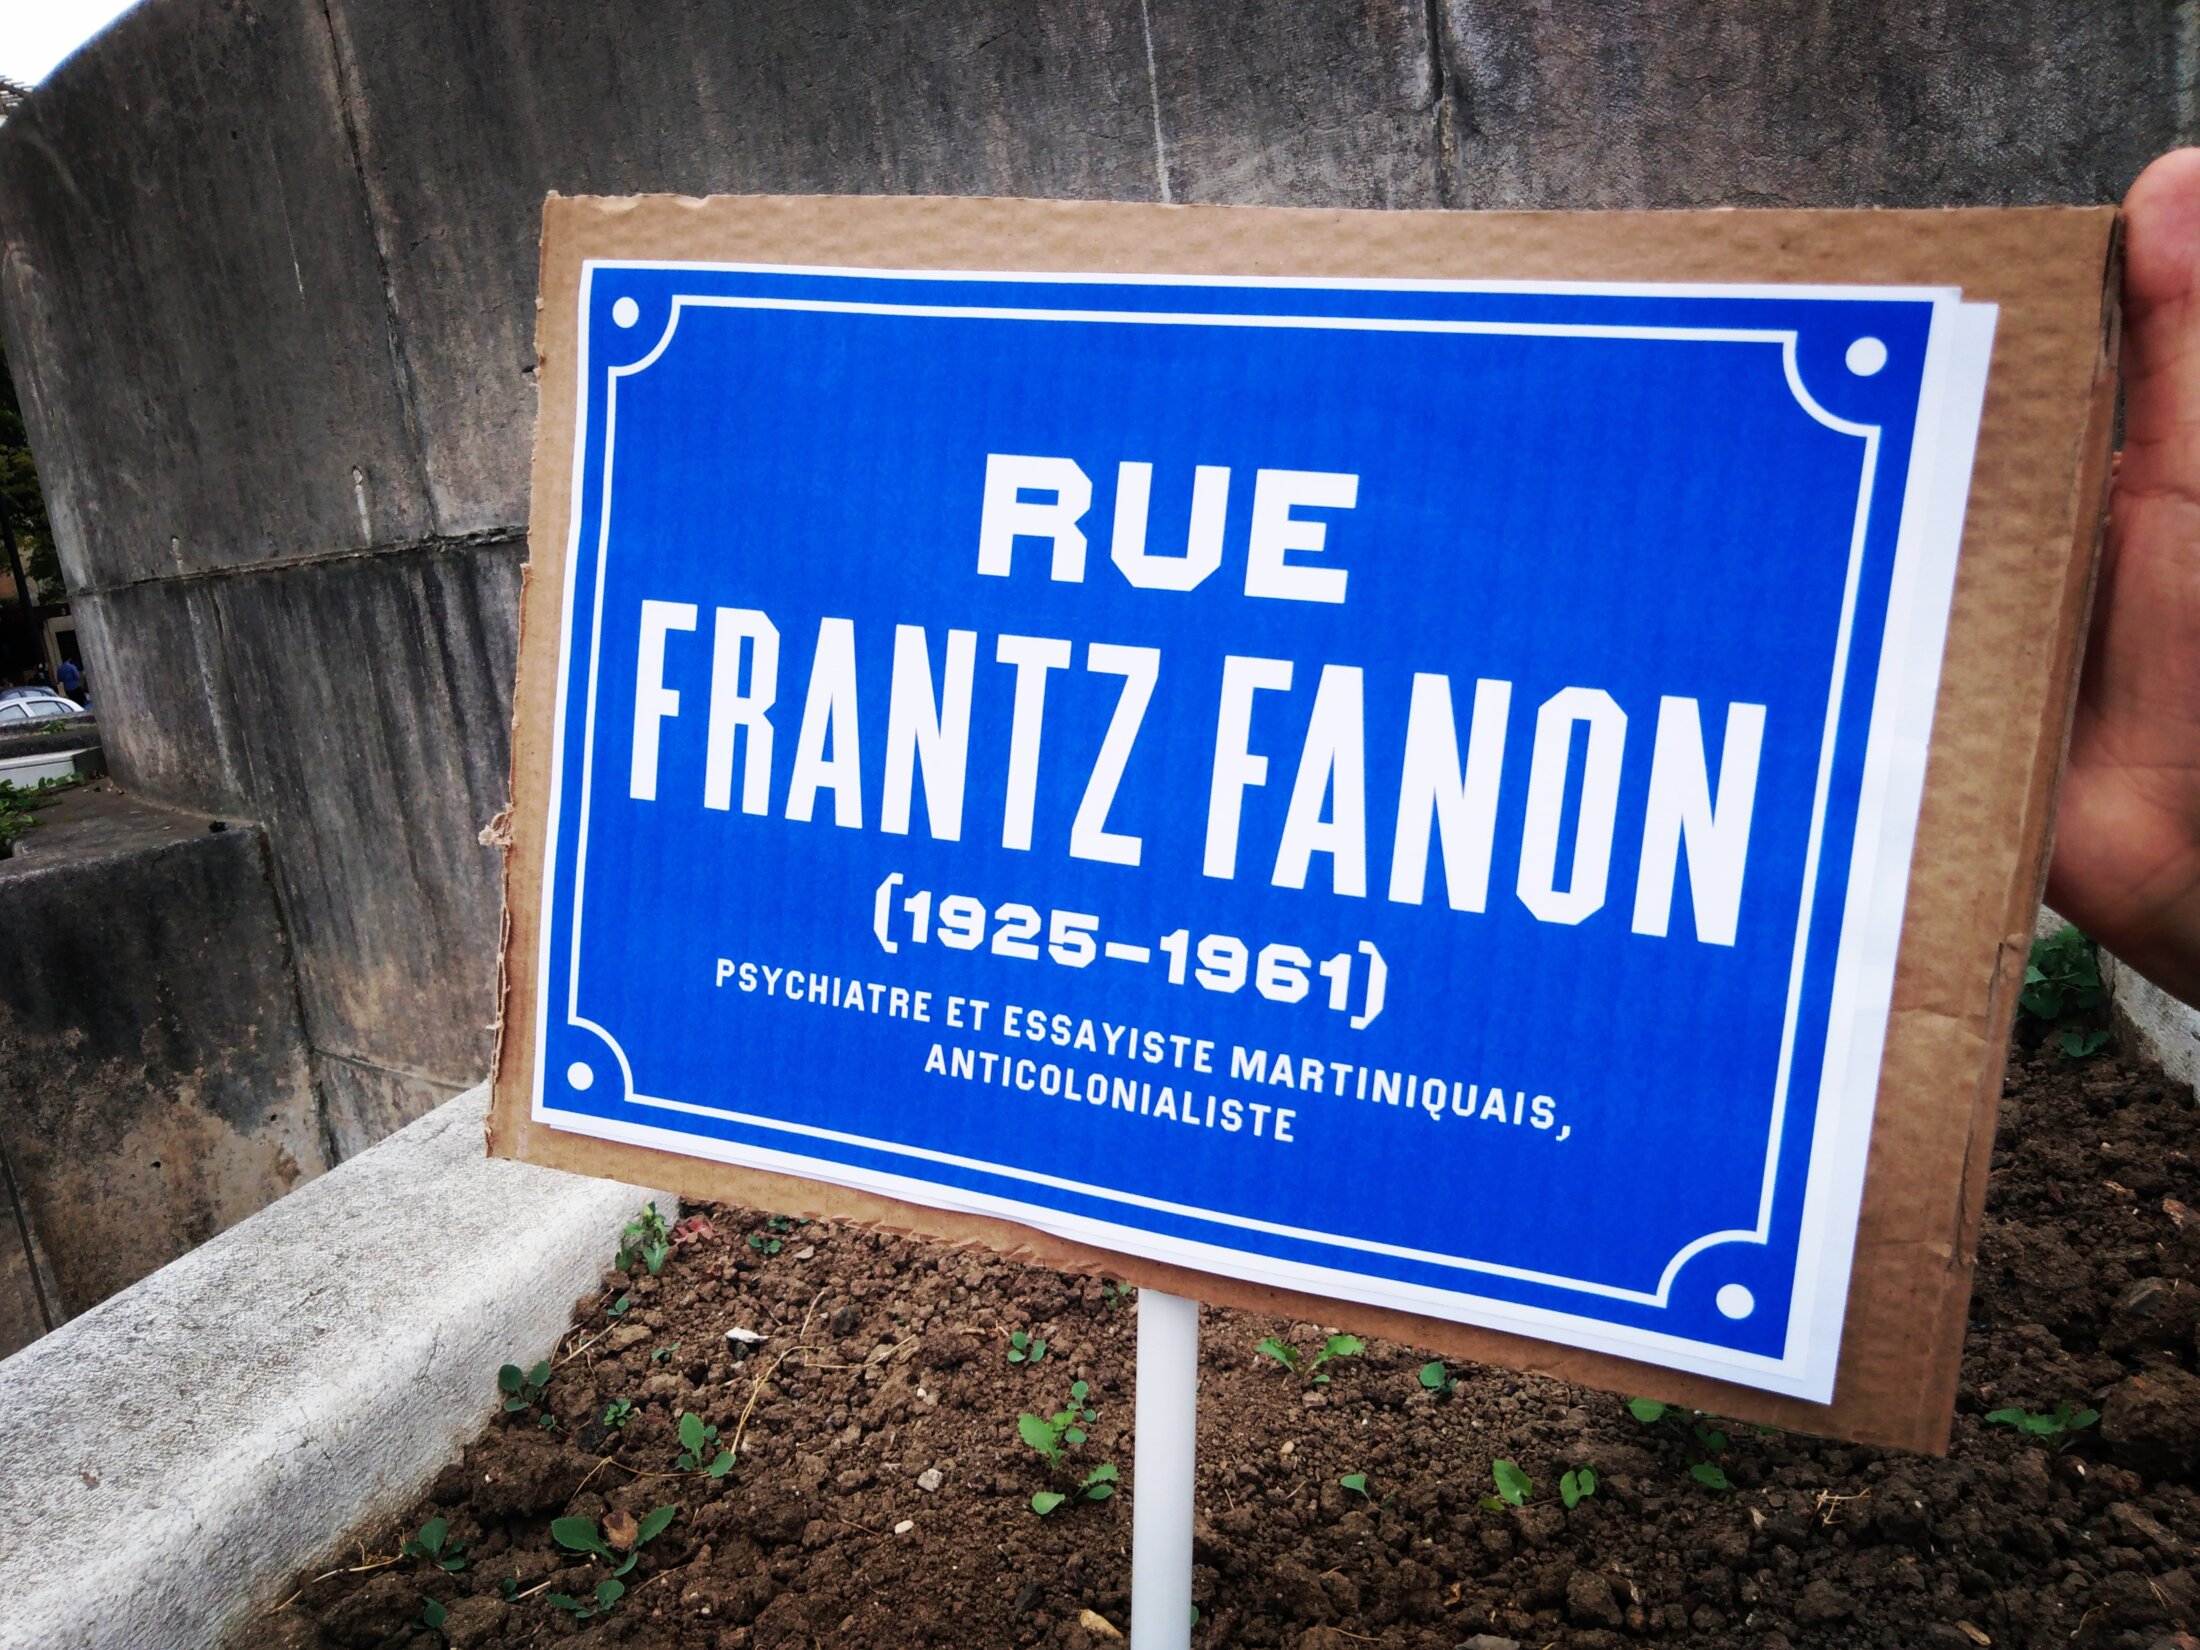 RUE
FRANTZ FANON
(1925-1961)
PSYCHIATRE ET ESSAYISTE MARTINIQUAIS,
ANTICOLONIALISTE